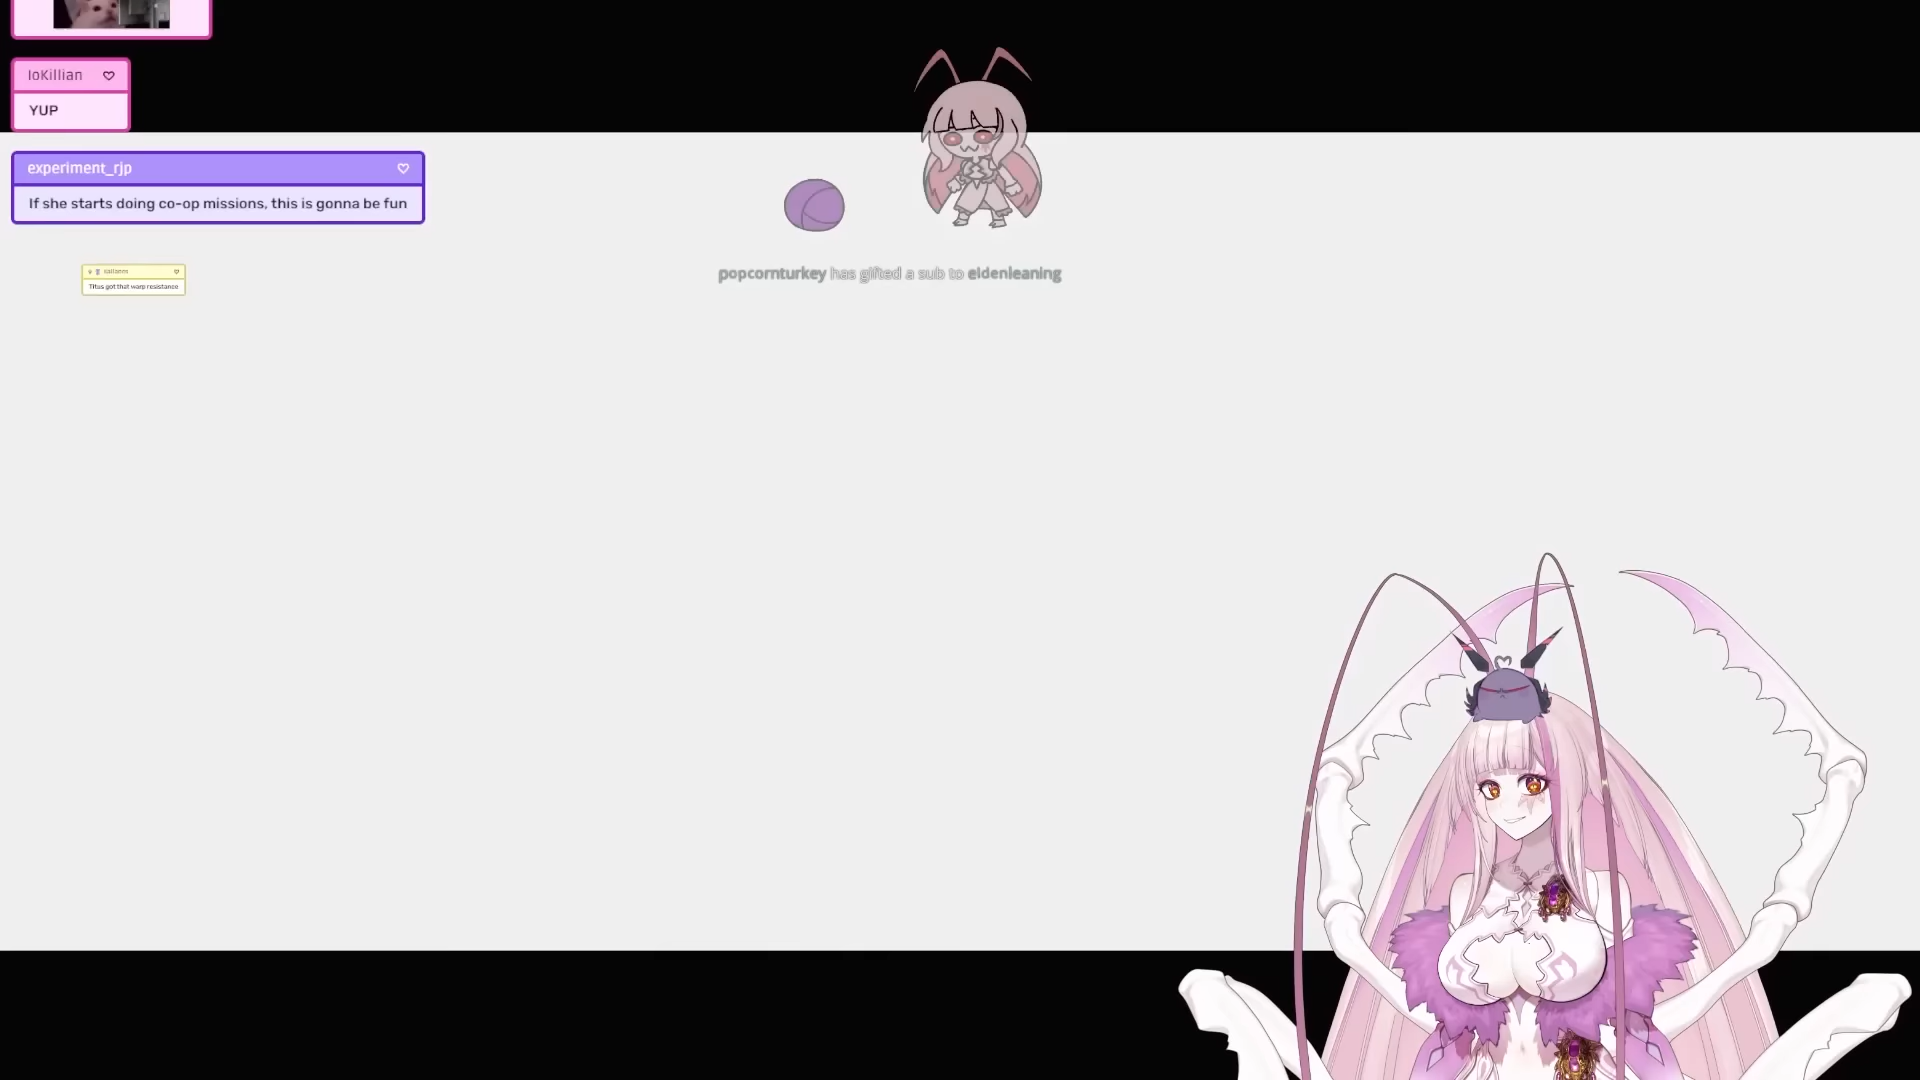 IoKillian
YUP
experiment_rjp
If she starts doing co-op missions, this is gonna be fun
Titus got that warp resistance
popcornturkey has gifted a sub to eldenleaning